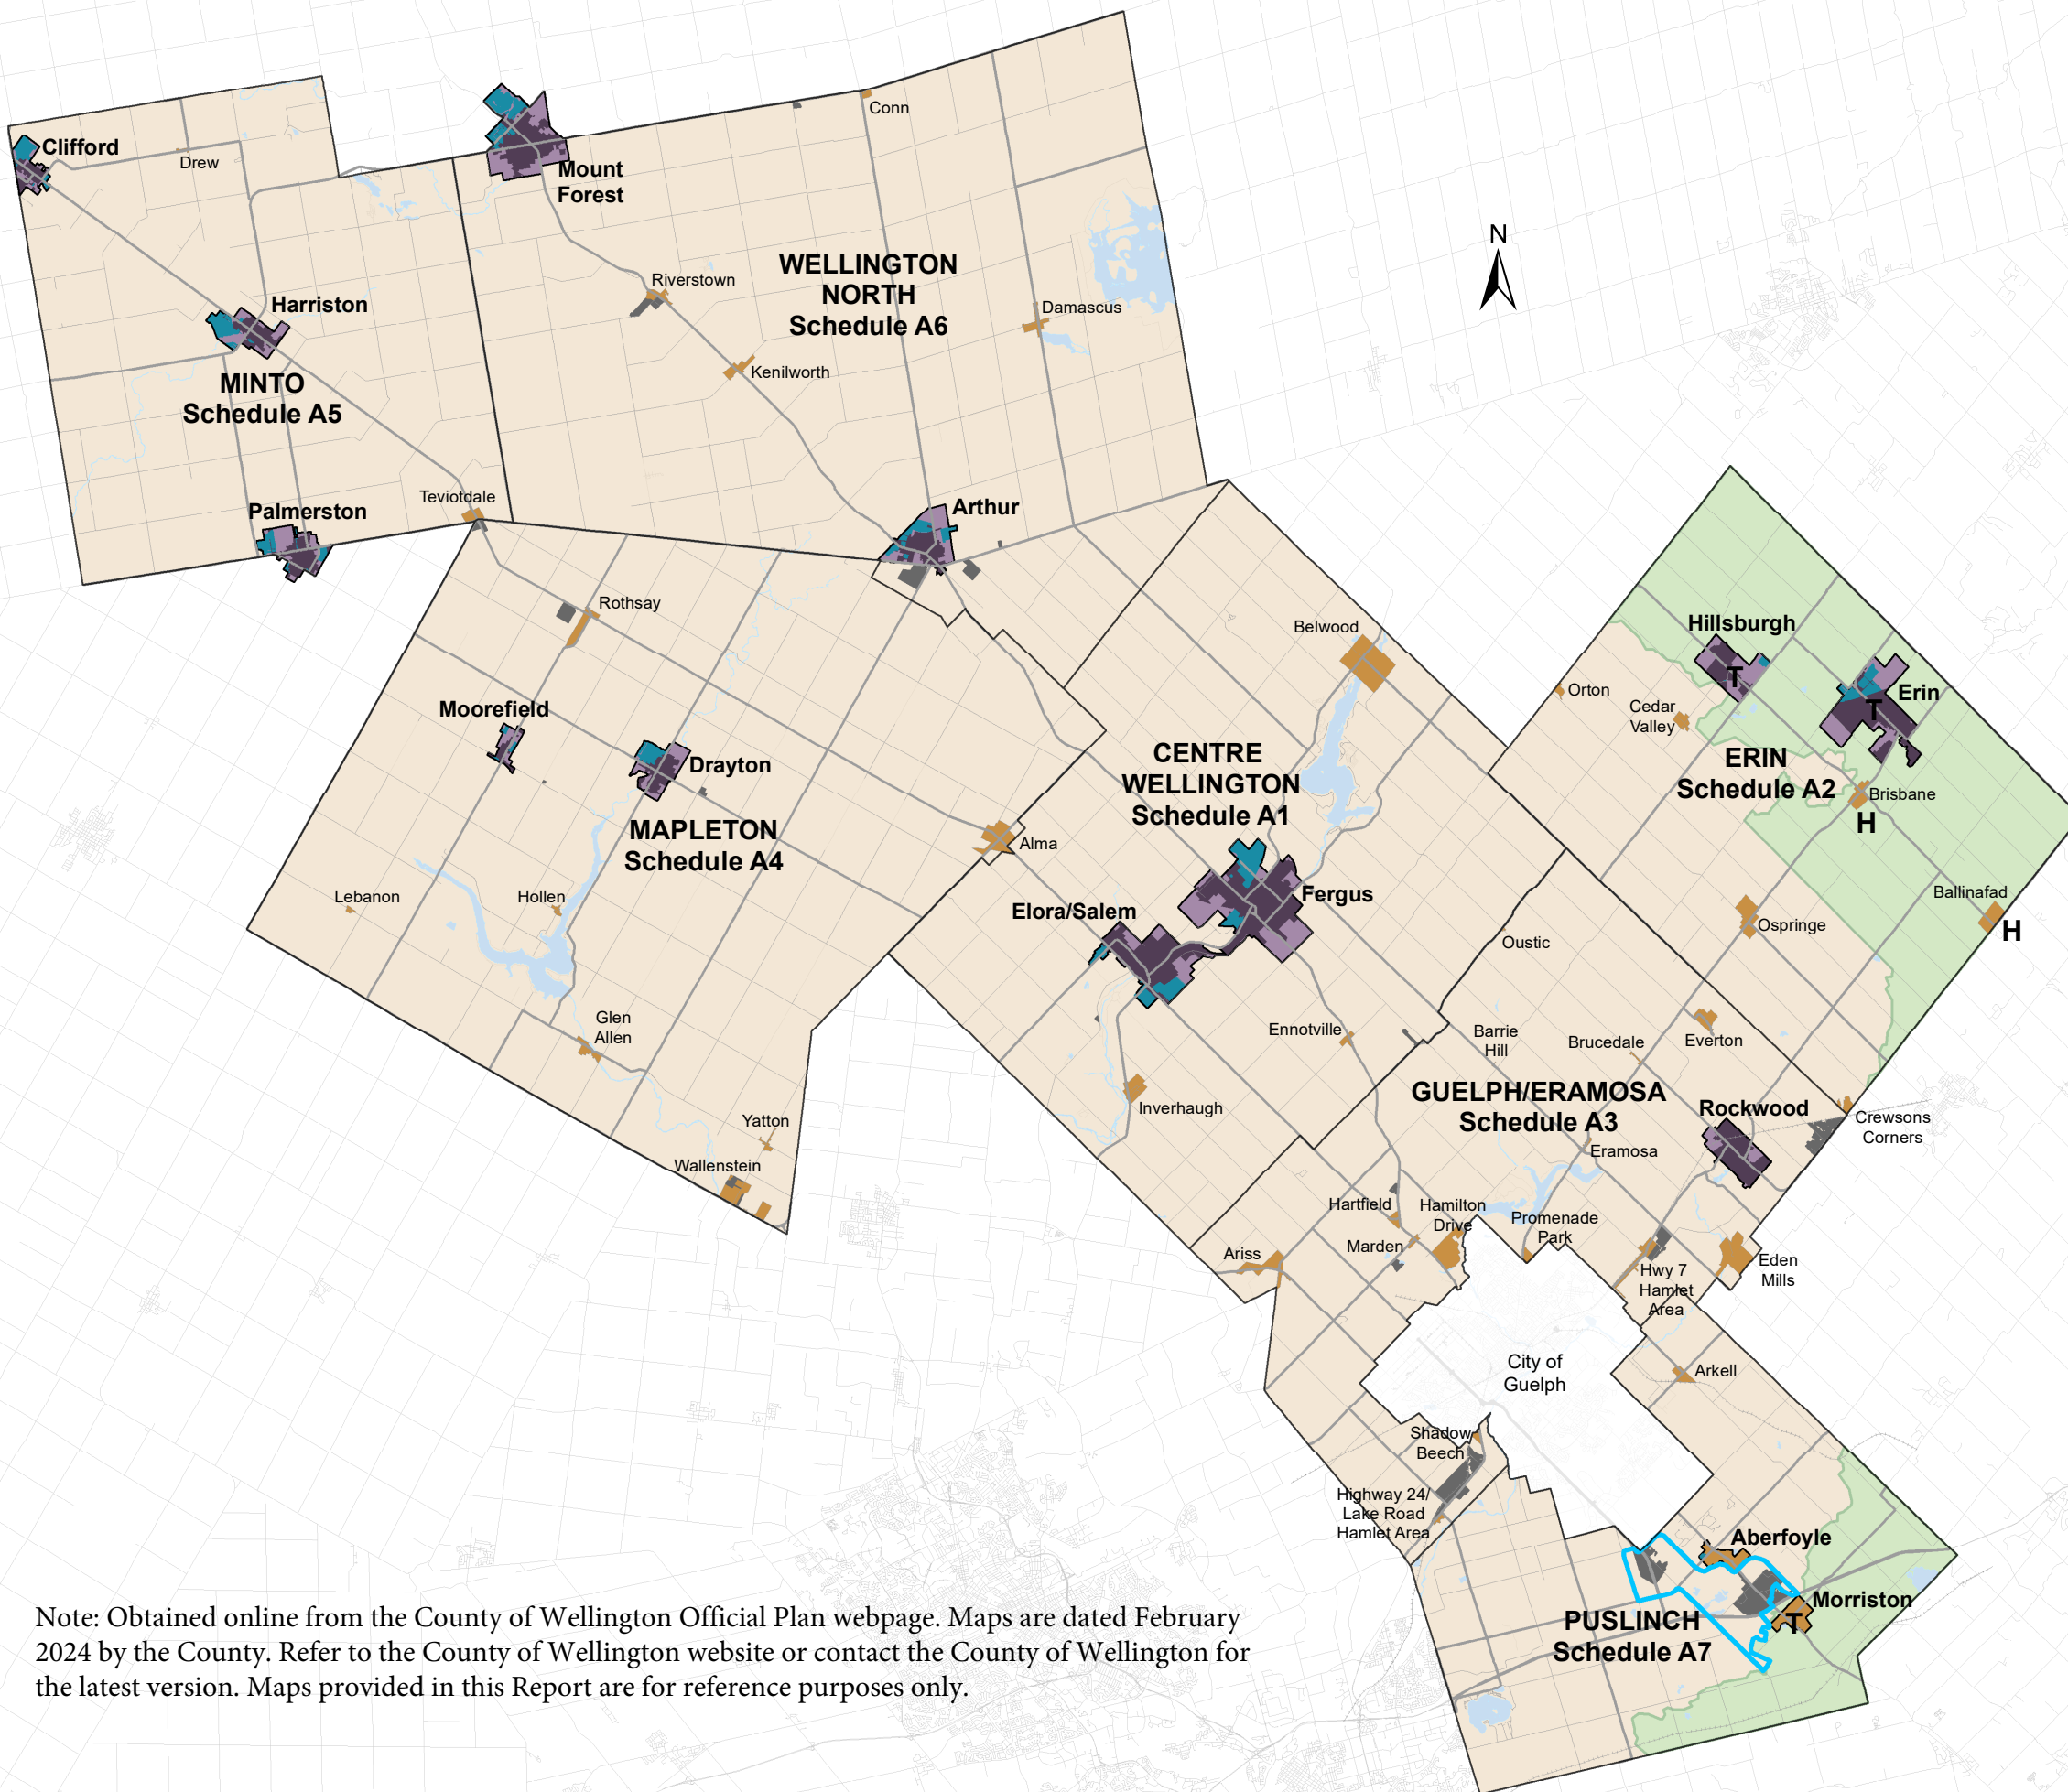 Conn
Clifford
Drew
Mount
Forest
N
WELLINGTON
NORTH
Schedule A6
Riverstown
Harriston
Damascus
Kenilworth
MINTO
Schedule A5
Teviotdale
Palmerston
Arthur
Rothsay
Belwood
Hillsburgh
T
Erin
T
Orton
Cedar
Valley
Moorefield
Drayton
CENTRE
WELLINGTON
Schedule A1
ERIN
Schedule A2
Brisbane
H
MAPLETON
Schedule A4
Alma
Lebanon
Hollen
Elora/Salem
Fergus
Ballinafad
H
Ospringe
Oustic
Glen
Allen
Ennotville
Barrie
Hill
Brucedale
Everton
GUELPH/ERAMOSA
Schedule A3
Inverhaugh
Rockwood
Crewsons
Corners
Yatton
Wallenstein
Eramosa
Hartfield
Hamilton
Drive
Promenade
Park
Marden
Ariss
Hwy 7
Hamlet
Area
Eden
Mills
City of
Guelph
Arkell
Shadow
Beech
Highway 24/
Lake Road
Hamlet Area
Aberfoyle
Morriston
T
PUSLINCH
Schedule A7
Note: Obtained online from the County of Wellington Official Plan webpage. Maps are dated February
2024 by the County. Refer to the County of Wellington website or contact the County of Wellington for
the latest version. Maps provided in this Report are for reference purposes only.